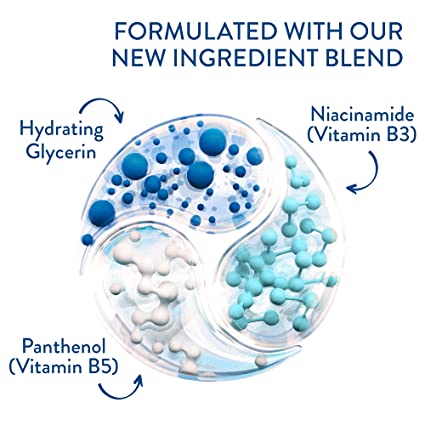 FORMULATED WITH OUR
NEW INGREDIENT BLEND
Hydrating
Glycerin
Niacinamide
(Vitamin B3)
Panthenol
(Vitamin B5)